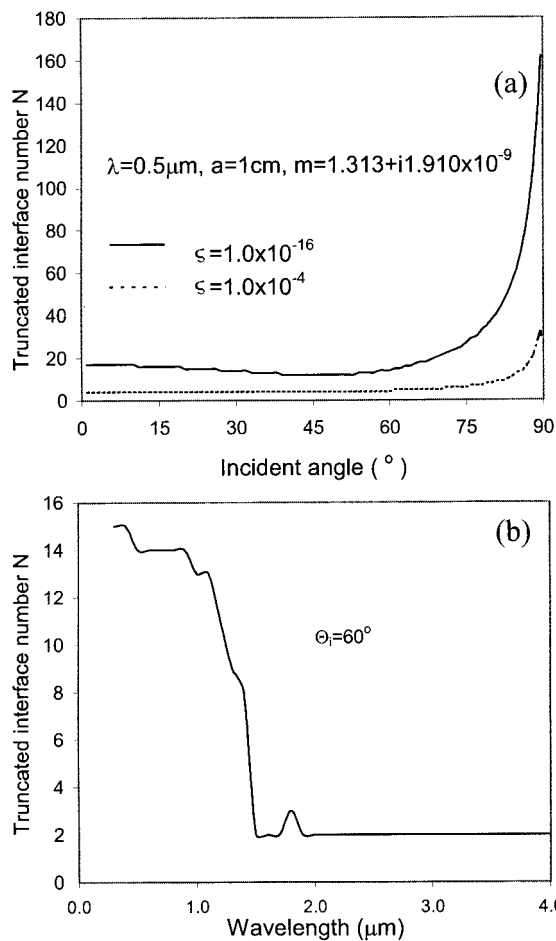 180
160
140
120
100
80
60
40
20
0
Truncated interface number N
(a)
λ=0.5μm, a=1cm, m=1.313+i1.910x10⁻⁹
ς=1.0x10⁻¹⁶
ς=1.0x10⁻⁴
0 15 30 45 60 75 90
Incident angle ( ° )
16
14
12
10
8
6
4
2
0
Truncated interface number N
(b)
Θᵢ=60°
0.0 1.0 2.0 3.0 4.0
Wavelength (μm)